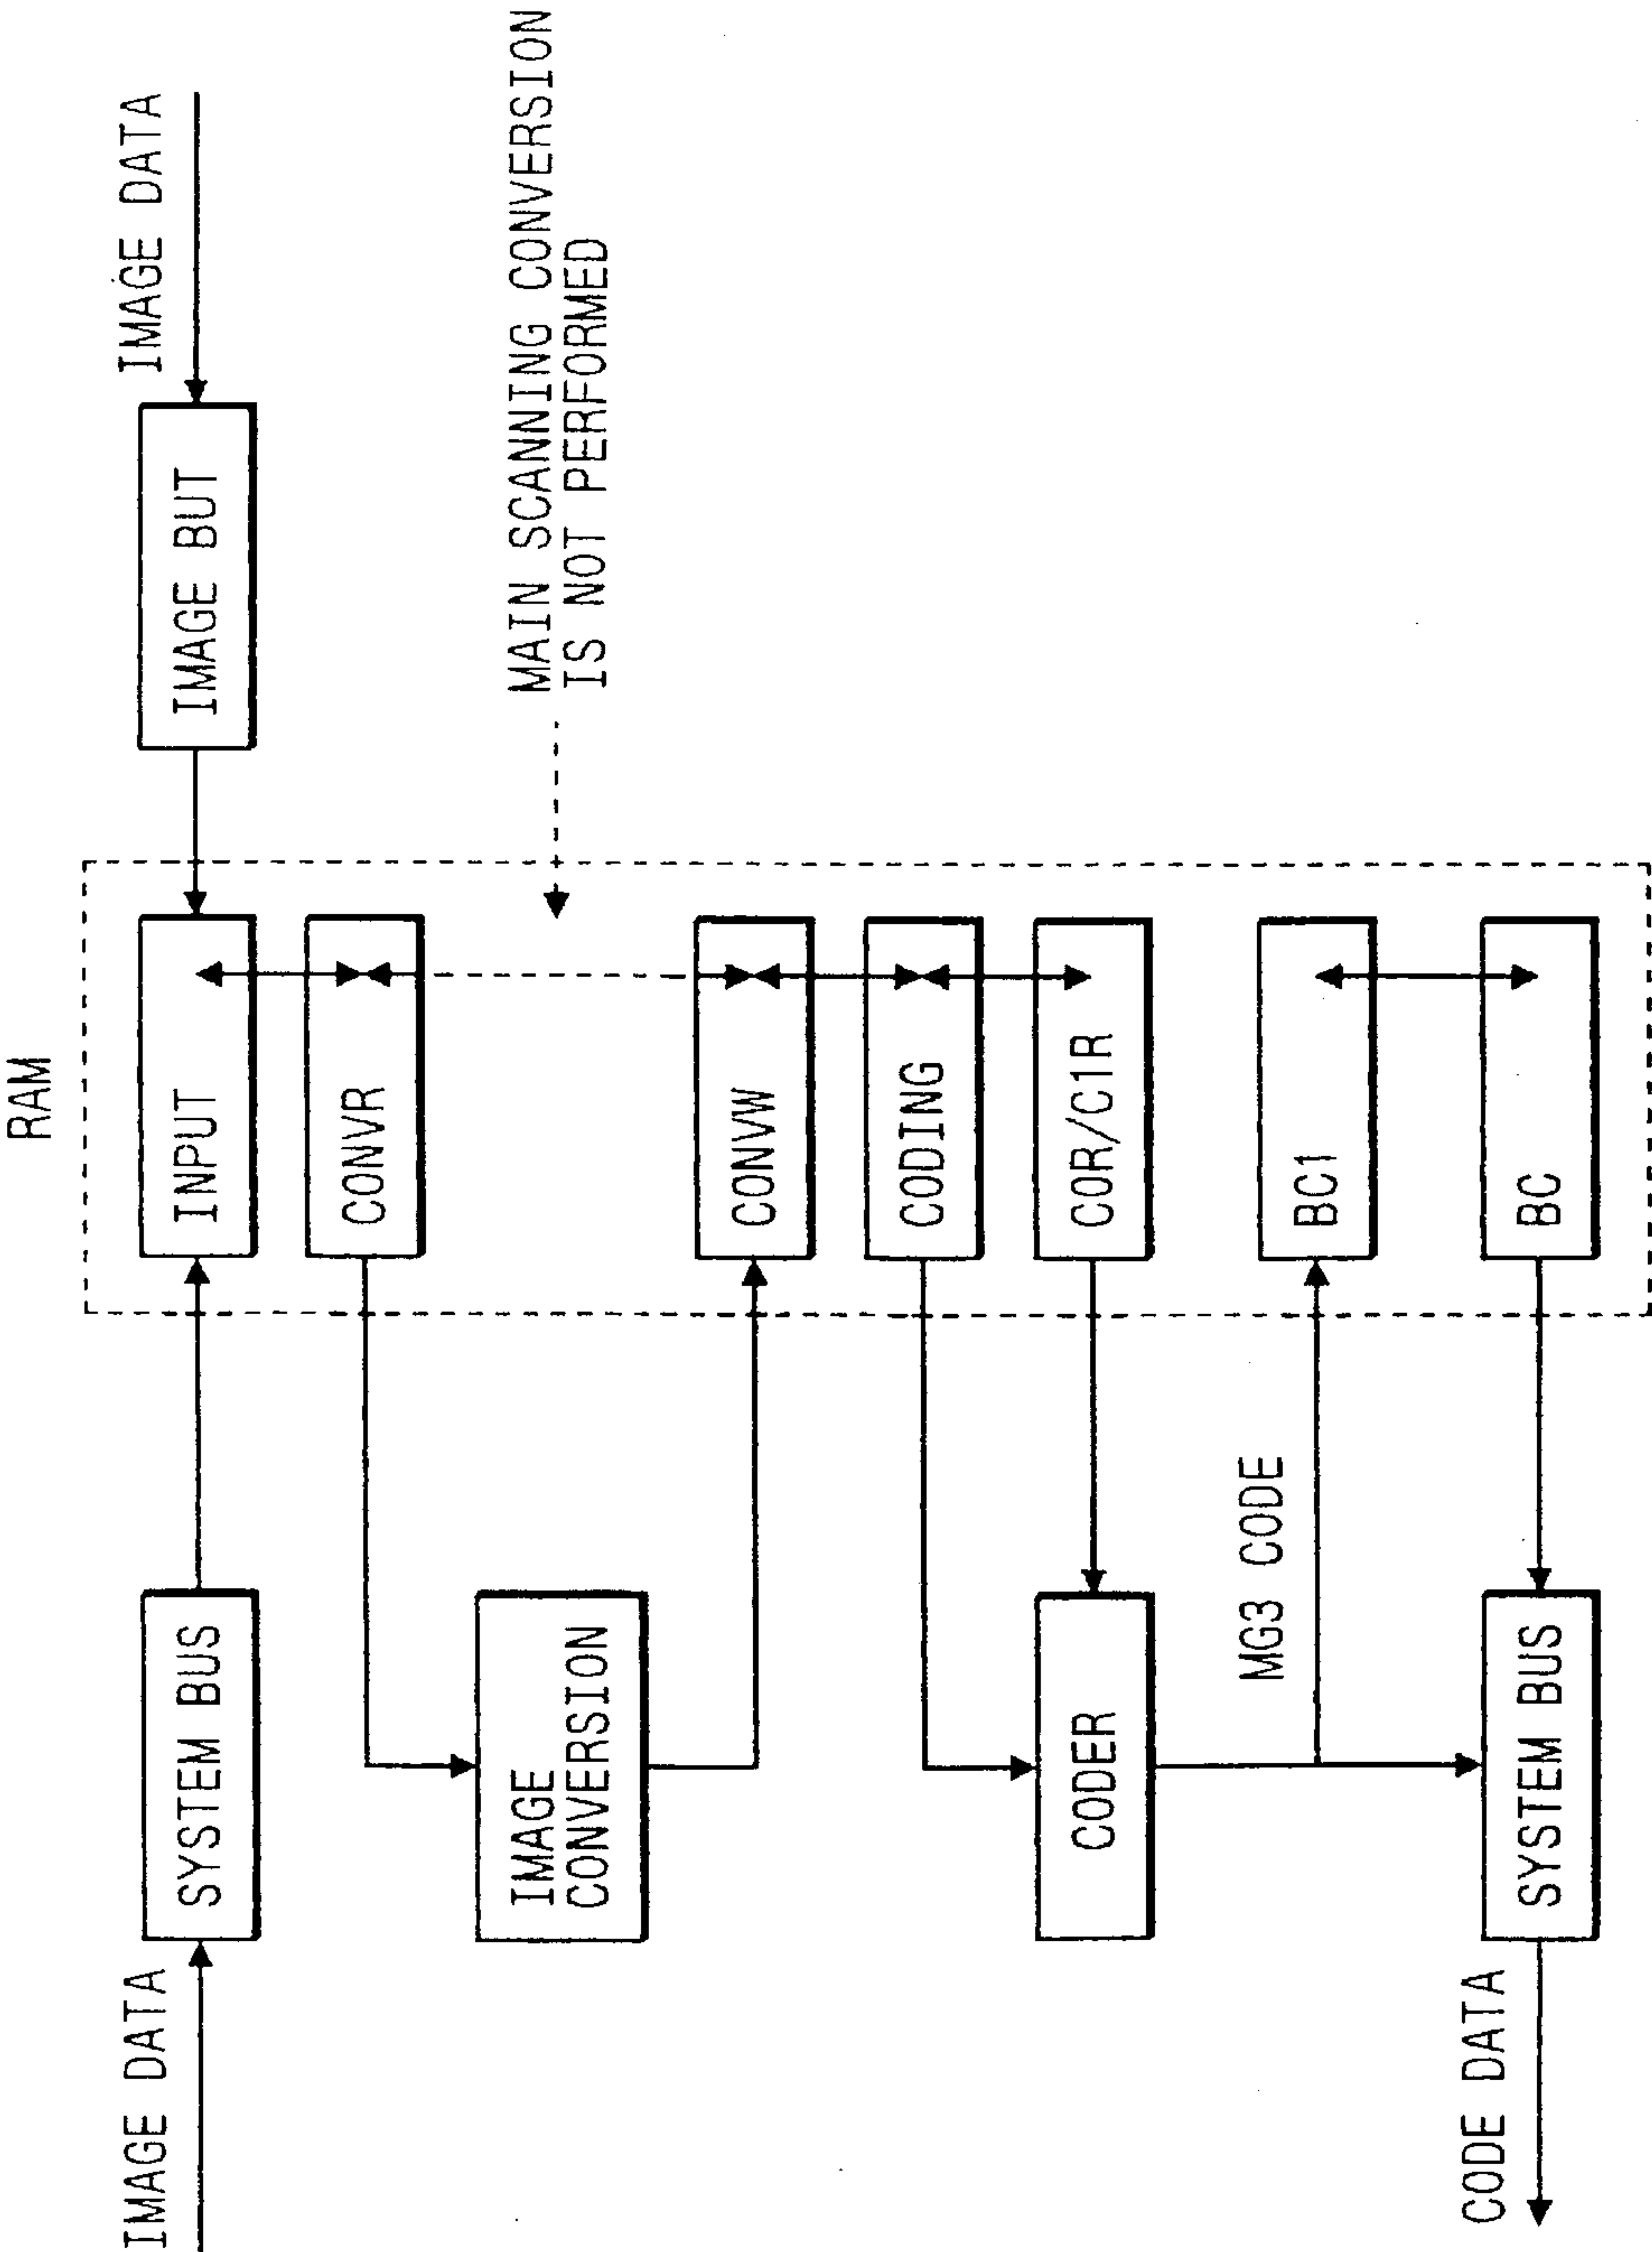 RAM
IMAGE DATA
SYSTEM BUS
INPUT
IMAGE BUT
IMAGE DATA
CONVR
IMAGE
CONVERSION
MAIN SCANNING CONVERSION
IS NOT PERFORMED
CONVW
CODING
CODER
COR/C1R
MG3 CODE
BC1
CODE DATA
SYSTEM BUS
BC